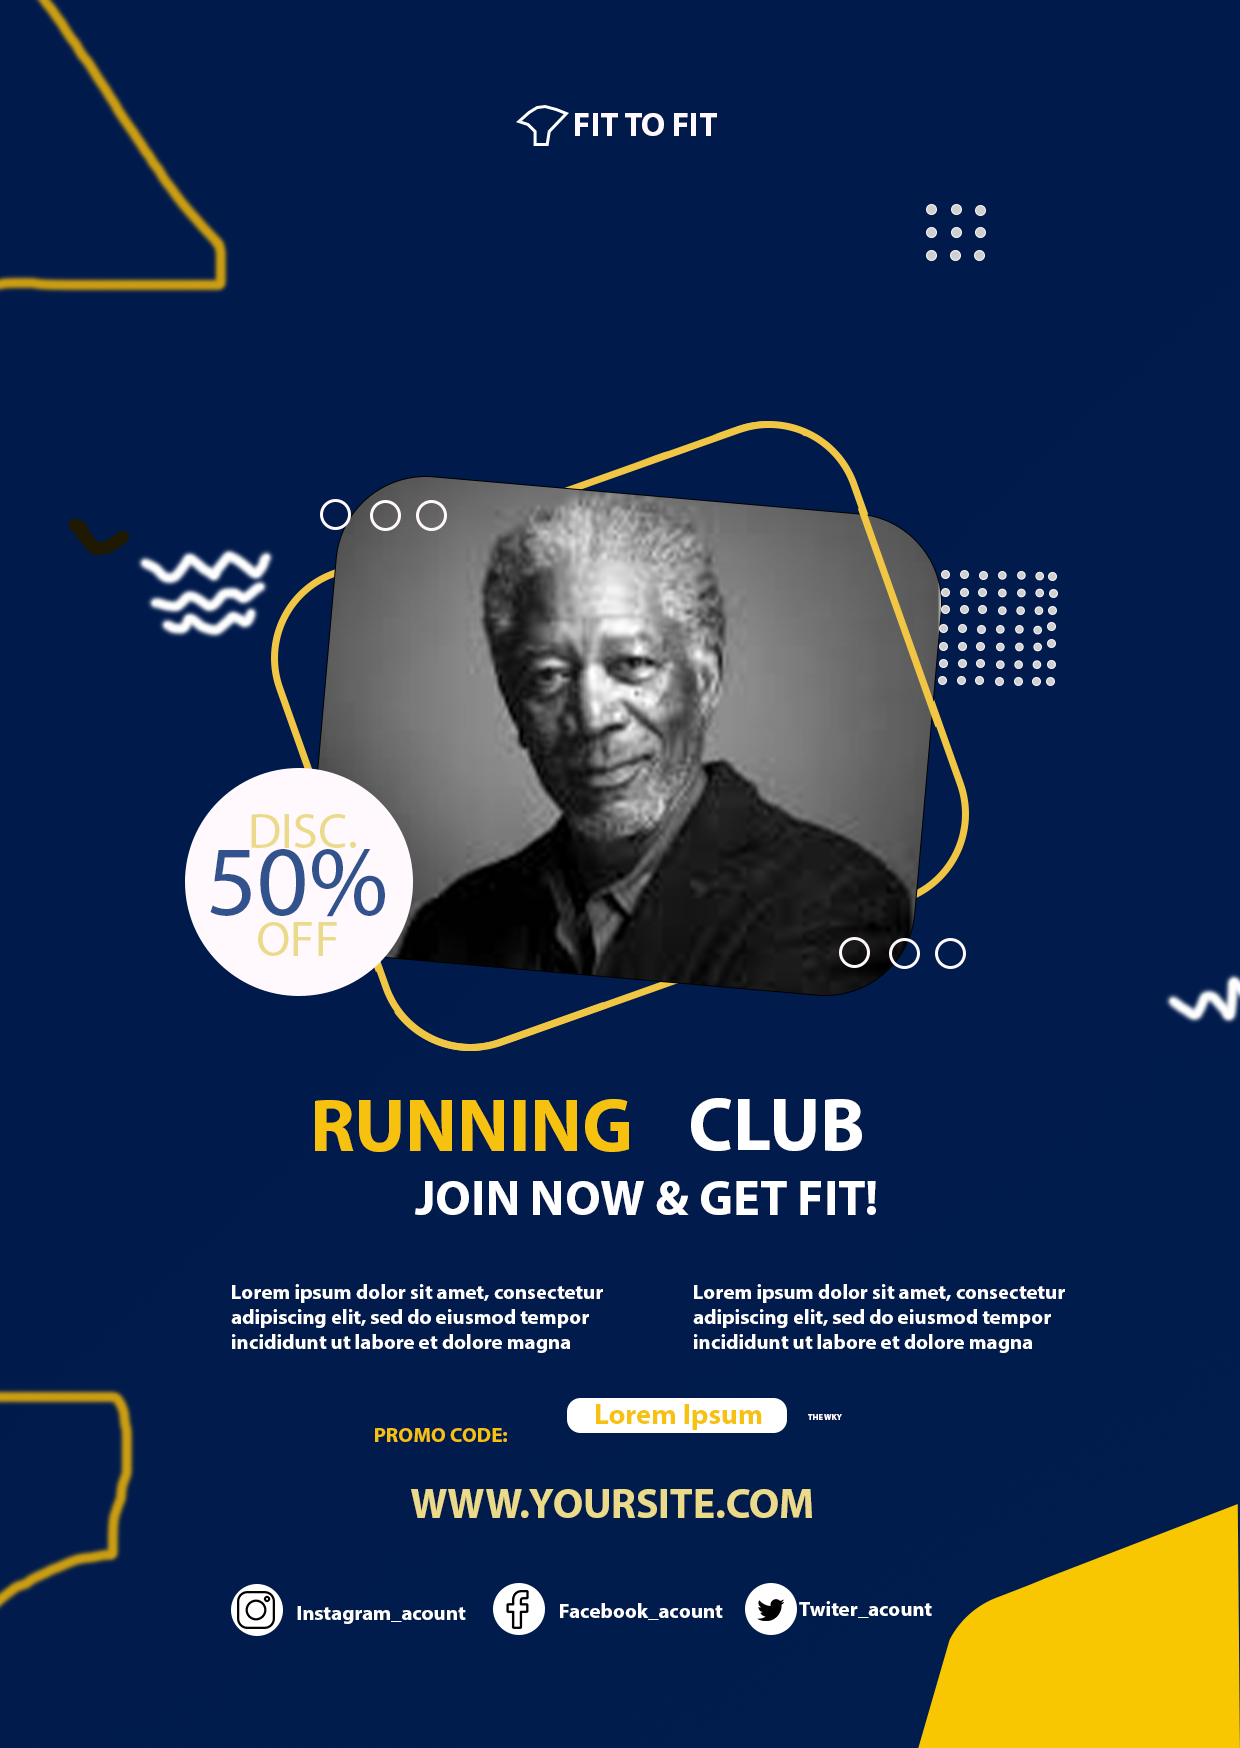 FIT TO FIT
DISC.
50%
OFF
RUNNING CLUB
JOIN NOW & GET FIT!
Lorem ipsum dolor sit amet, consectetur
adipiscing elit, sed do eiusmod tempor
incididunt ut labore et dolore magna
Lorem ipsum dolor sit amet, consectetur
adipiscing elit, sed do eiusmod tempor
incididunt ut labore et dolore magna
PROMO CODE:
Lorem Ipsum
THEWKY
WWW.YOURSITE.COM
Instagram_acount
Facebook_acount
Twiter_acount